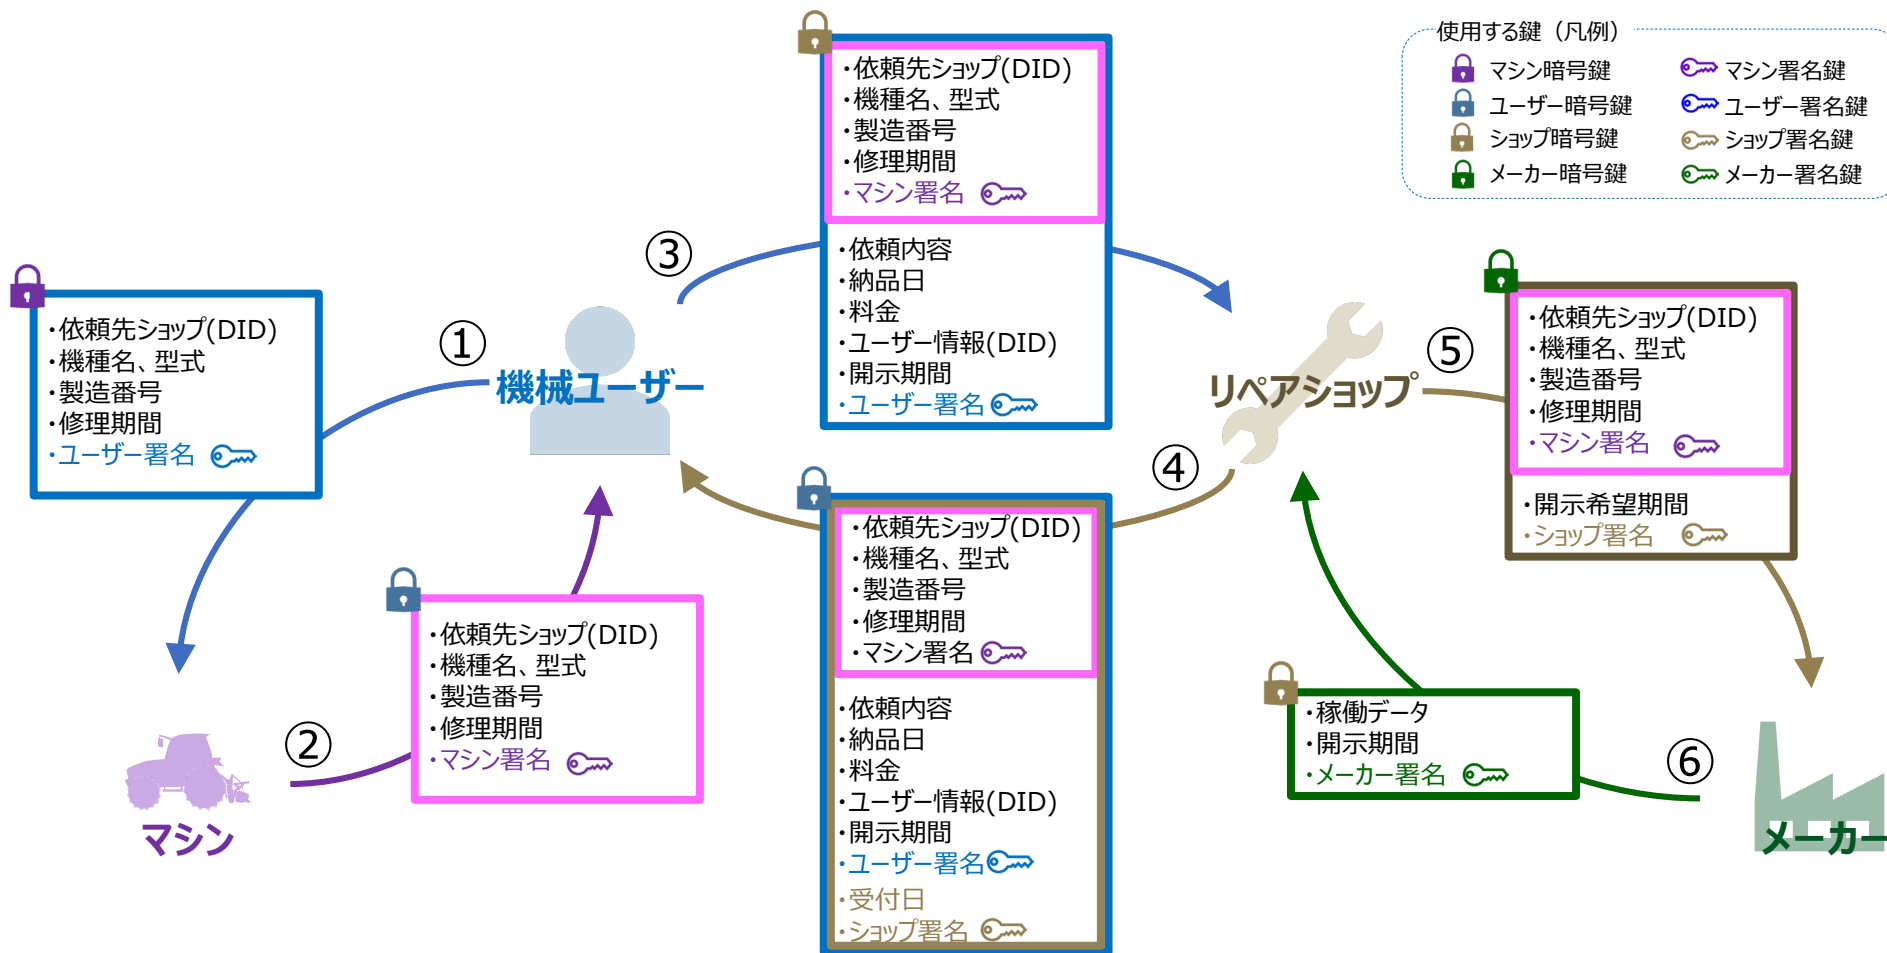 使用する鍵（凡例）
マシン暗号鍵
マシン署名鍵
ユーザー暗号鍵
ユーザー署名鍵
ショップ暗号鍵
ショップ署名鍵
メーカー暗号鍵
メーカー署名鍵
①
・依頼先ショップ(DID)
・機種名、型式
・製造番号
・修理期間
・ユーザー署名
機械ユーザー
②
・依頼先ショップ(DID)
・機種名、型式
・製造番号
・修理期間
・マシン署名
マシン
③
・依頼先ショップ(DID)
・機種名、型式
・製造番号
・修理期間
・マシン署名
・依頼内容
・納品日
・料金
・ユーザー情報(DID)
・開示期間
・ユーザー署名
リペアショップ
④
・依頼先ショップ(DID)
・機種名、型式
・製造番号
・修理期間
・マシン署名
・依頼内容
・納品日
・料金
・ユーザー情報(DID)
・開示期間
・ユーザー署名
・受付日
・ショップ署名
⑤
・依頼先ショップ(DID)
・機種名、型式
・製造番号
・修理期間
・マシン署名
・開示希望期間
・ショップ署名
⑥
・稼働データ
・開示期間
・メーカー署名
メーカー